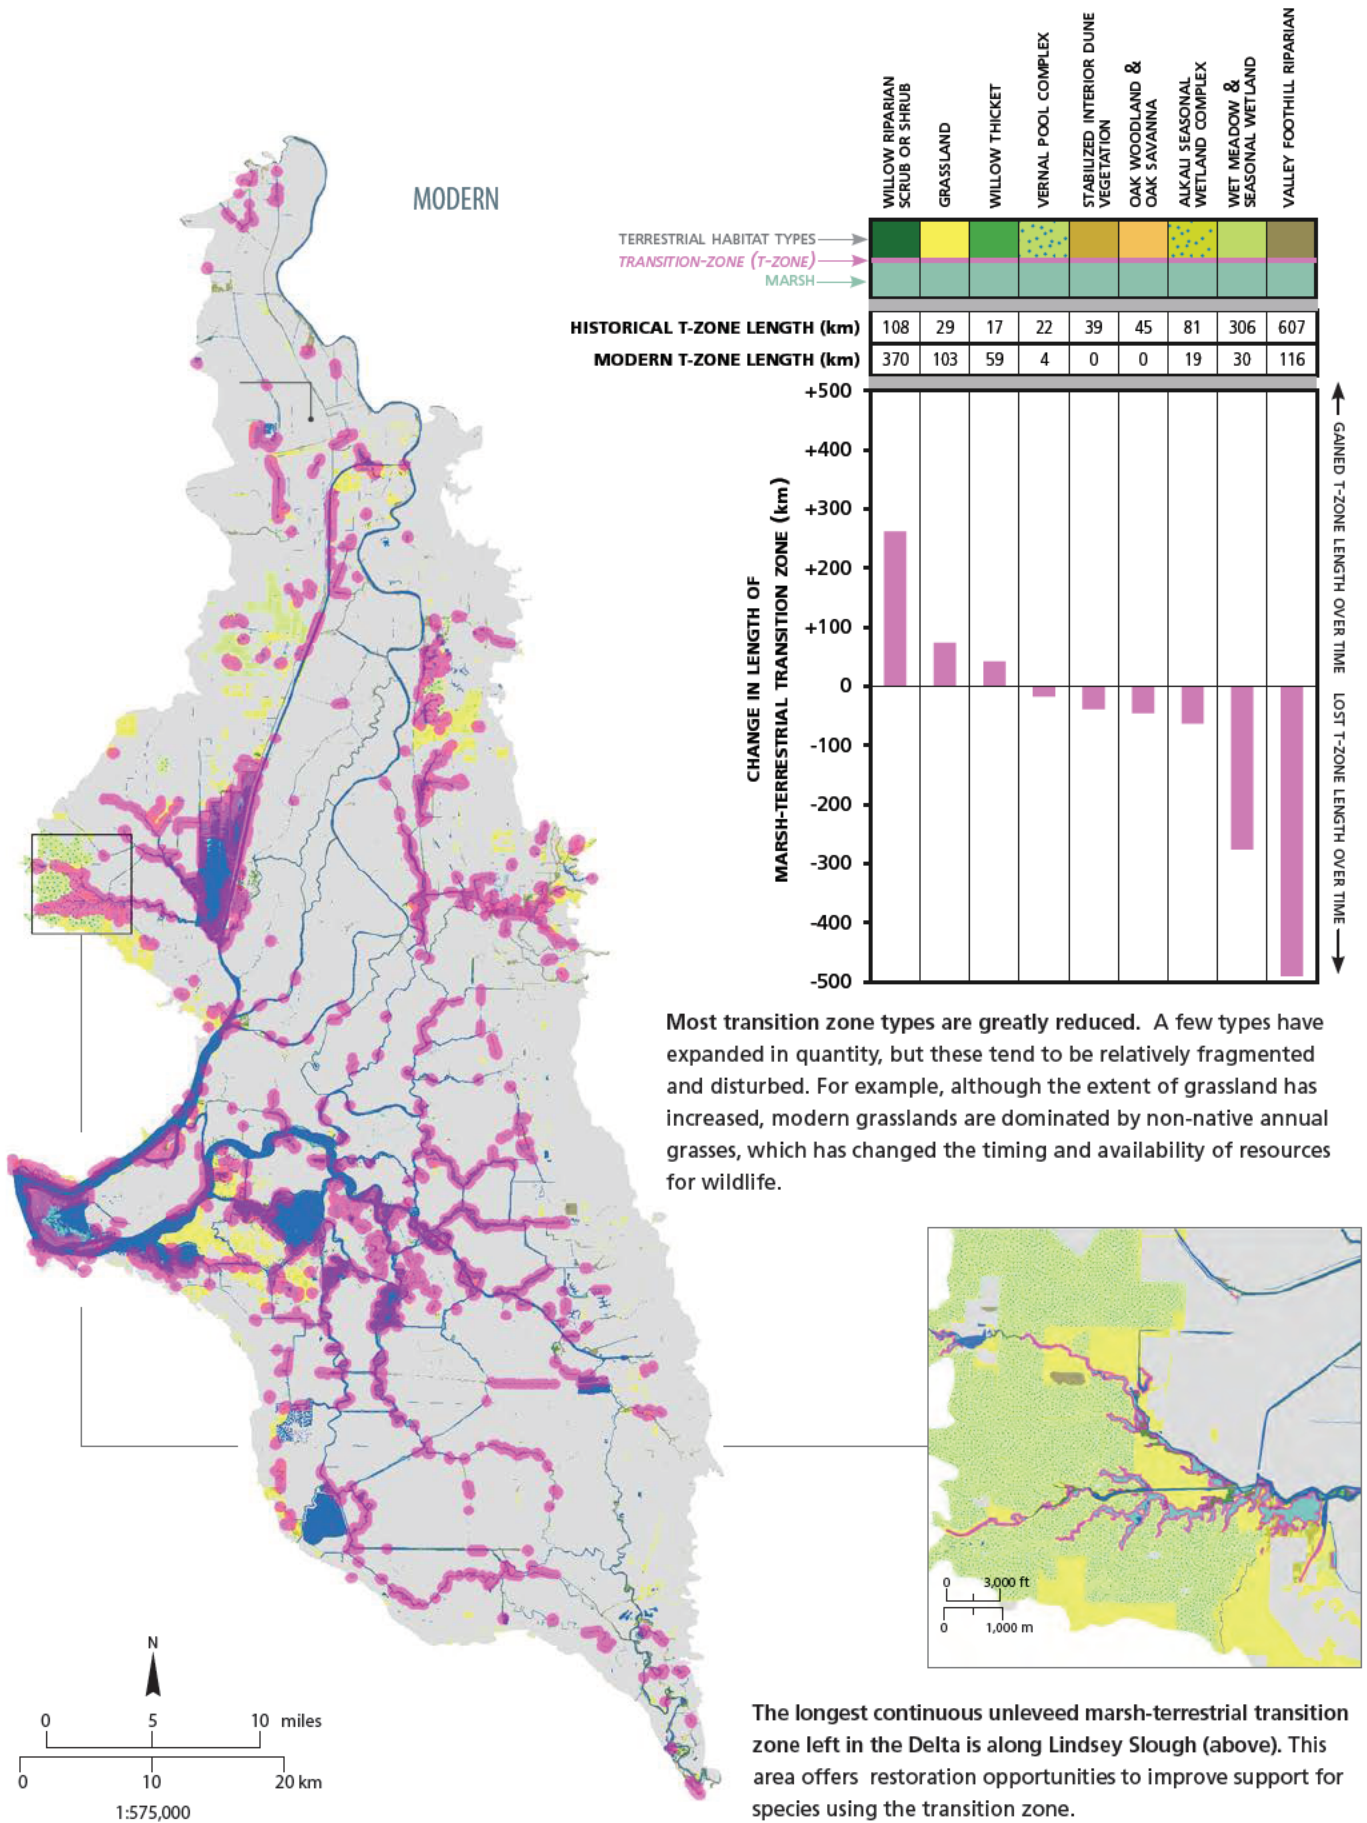 MODERN
WILLOW RIPARIAN
SCRUB OR SHRUB
GRASSLAND
WILLOW THICKET
VERNAL POOL COMPLEX
STABILIZED INTERIOR DUNE
VEGETATION
OAK WOODLAND &
OAK SAVANNA
ALKALI SEASONAL
WETLAND COMPLEX
WET MEADOW &
SEASONAL WETLAND
VALLEY FOOTHILL RIPARIAN
TERRESTRIAL HABITAT TYPES
TRANSITION-ZONE (T-ZONE)
MARSH
HISTORICAL T-ZONE LENGTH (km) 108 29 17 22 39 45 81 306 607
MODERN T-ZONE LENGTH (km) 370 103 59 4 0 0 19 30 116
CHANGE IN LENGTH OF
MARSH-TERRESTRIAL TRANSITION ZONE (km)
+500
+400
+300
+200
+100
0
-100
-200
-300
-400
-500
GAINED T-ZONE LENGTH OVER TIME
LOST T-ZONE LENGTH OVER TIME
Most transition zone types are greatly reduced. A few types have
expanded in quantity, but these tend to be relatively fragmented
and disturbed. For example, although the extent of grassland has
increased, modern grasslands are dominated by non-native annual
grasses, which has changed the timing and availability of resources
for wildlife.
0 3,000 ft
0 1,000 m
N
0 5 10 miles
0 10 20 km
1:575,000
The longest continuous unleveed marsh-terrestrial transition
zone left in the Delta is along Lindsey Slough (above). This
area offers restoration opportunities to improve support for
species using the transition zone.